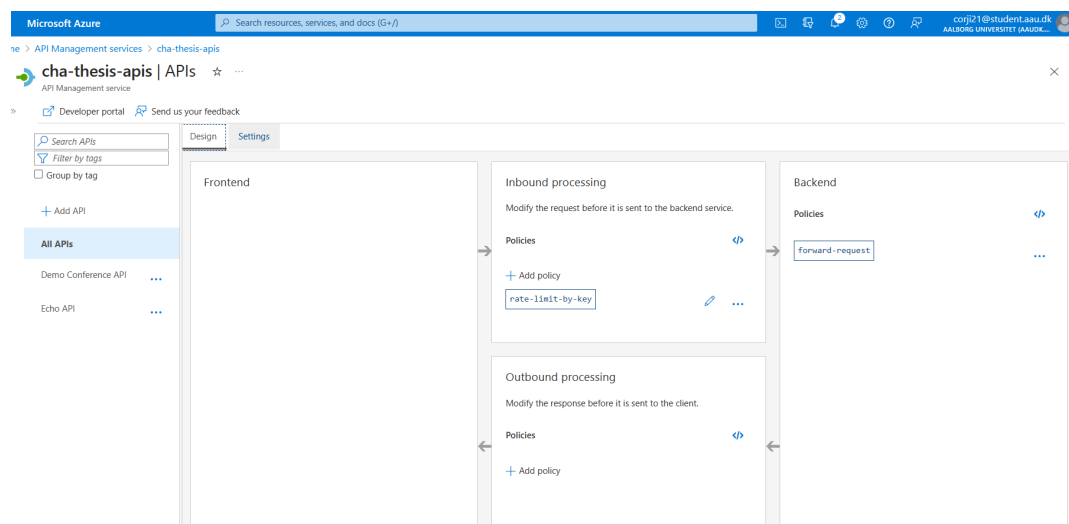 Microsoft Azure
Search resources, services, and docs (G+/)
2
corji21@student.aau.dk
AALBORG UNIVERSITET (AAUDK....
me > API Management services > cha-thesis-apis
cha-thesis-apis | APIs
API Management service
Developer portal
Send us your feedback
Search APIs
Filter by tags
Group by tag
+ Add API
All APIs
Demo Conference API
Echo API
Design
Settings
Frontend
Inbound processing
Modify the request before it is sent to the backend service.
Policies
</>
+ Add policy
rate-limit-by-key
Outbound processing
Modify the response before it is sent to the client.
Policies
</>
+ Add policy
Backend
Policies
</>
forward-request